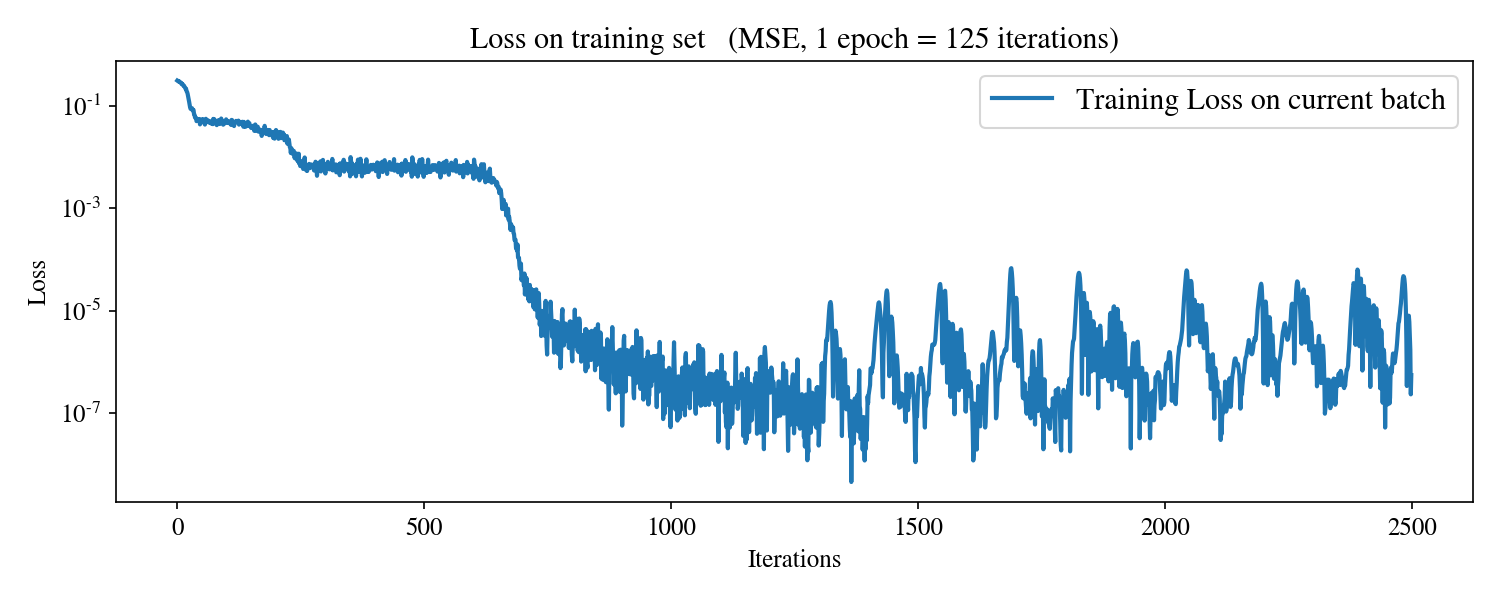 Loss on training set   (MSE, 1 epoch = 125 iterations)
Training Loss on current batch
Loss
10^-1
10^-3
10^-5
10^-7
0 500 1000 1500 2000 2500
Iterations